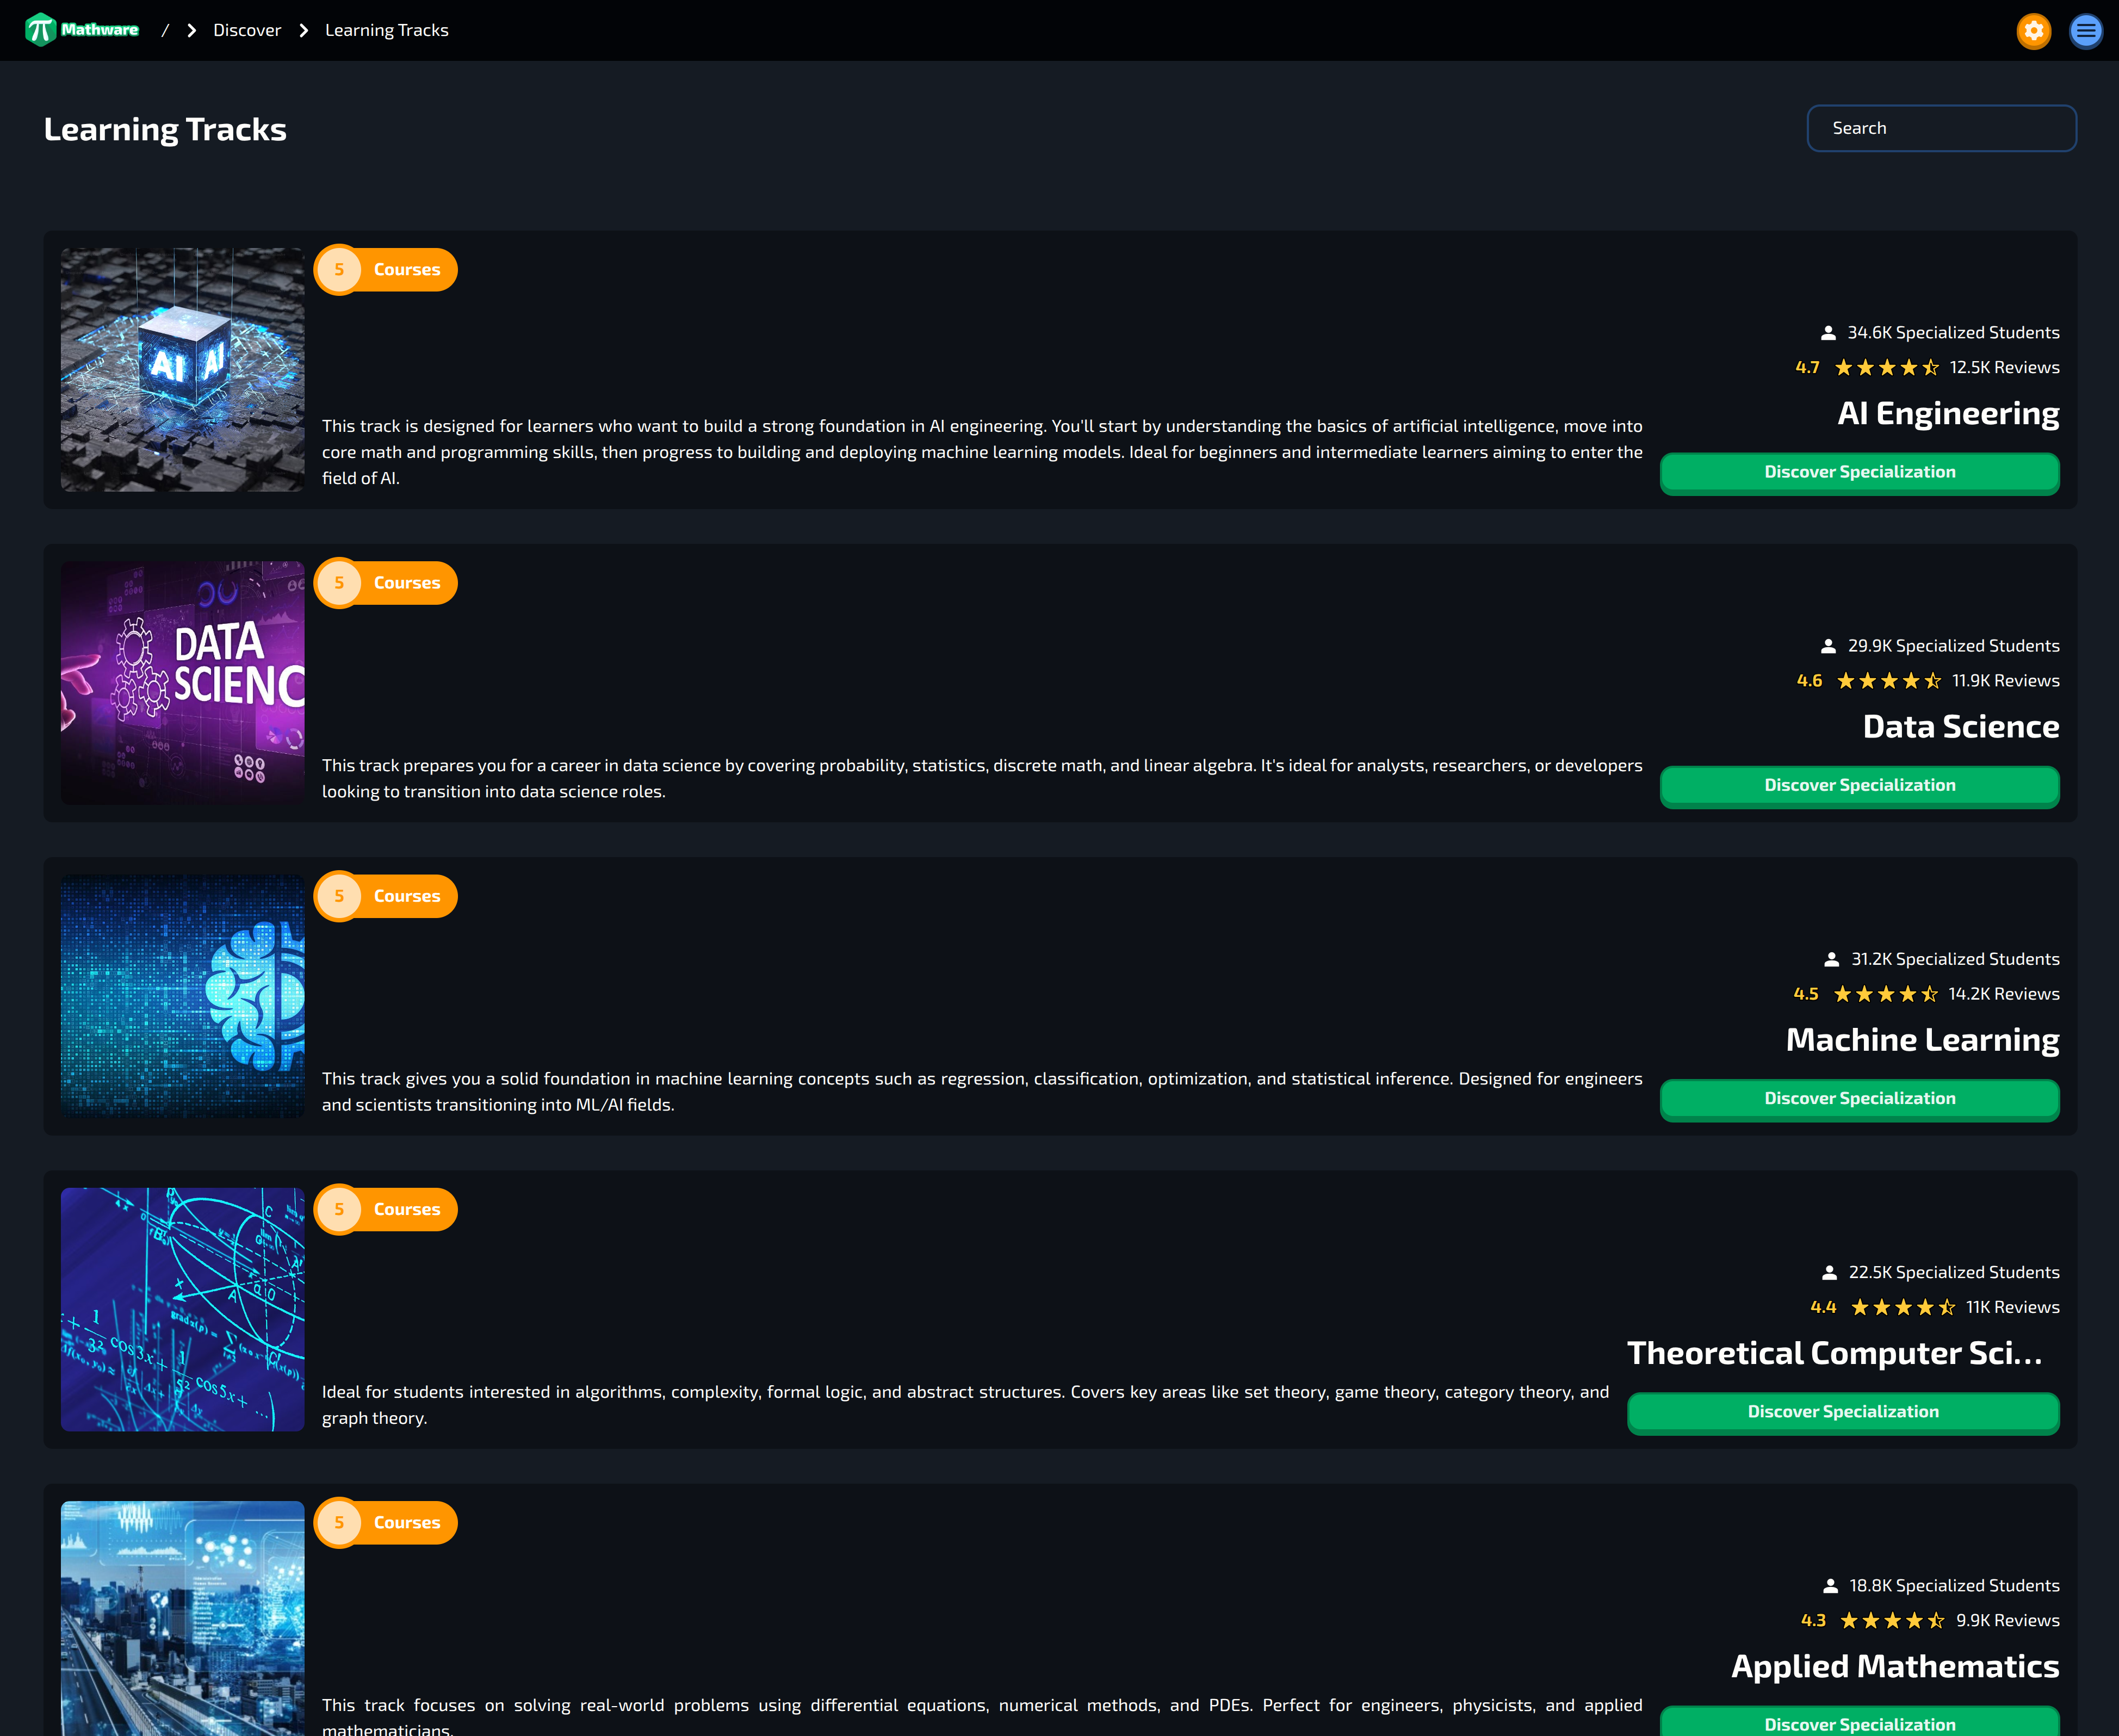 Mathware / Discover Learning Tracks
Learning Tracks
Search
5 Courses
AI AI
34.6K Specialized Students
4.7 12.5K Reviews
AI Engineering
This track is designed for learners who want to build a strong foundation in AI engineering. You'll start by understanding the basics of artificial intelligence, move into
core math and programming skills, then progress to building and deploying machine learning models. Ideal for beginners and intermediate learners aiming to enter the
field of AI.
Discover Specialization
5 Courses
DATA
SCIENC
29.9K Specialized Students
4.6 11.9K Reviews
Data Science
This track prepares you for a career in data science by covering probability, statistics, discrete math, and linear algebra. It's ideal for analysts, researchers, or developers
looking to transition into data science roles.
Discover Specialization
5 Courses
31.2K Specialized Students
4.5 14.2K Reviews
Machine Learning
This track gives you a solid foundation in machine learning concepts such as regression, classification, optimization, and statistical inference. Designed for engineers
and scientists transitioning into ML/AI fields.
Discover Specialization
5 Courses
22.5K Specialized Students
4.4 11K Reviews
Theoretical Computer Sci...
Ideal for students interested in algorithms, complexity, formal logic, and abstract structures. Covers key areas like set theory, game theory, category theory, and
graph theory.
Discover Specialization
5 Courses
18.8K Specialized Students
4.3 9.9K Reviews
Applied Mathematics
This track focuses on solving real-world problems using differential equations, numerical methods, and PDEs. Perfect for engineers, physicists, and applied
mathematicians.
Discover Specialization